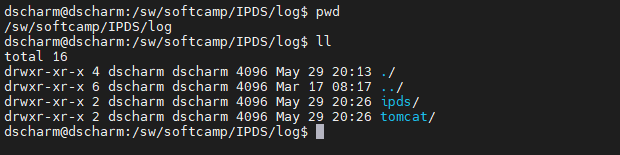 dscharm@dscharm:/sw/softcamp/IPDS/log$ pwd
/sw/softcamp/IPDS/log
dscharm@dscharm:/sw/softcamp/IPDS/log$ ll
total 16
drwxr-xr-x 4 dscharm dscharm 4096 May 29 20:13 ./
drwxr-xr-x 6 dscharm dscharm 4096 Mar 17 08:17 ../
drwxr-xr-x 2 dscharm dscharm 4096 May 29 20:26 ipds/
drwxr-xr-x 2 dscharm dscharm 4096 May 29 20:26 tomcat/
dscharm@dscharm:/sw/softcamp/IPDS/log$